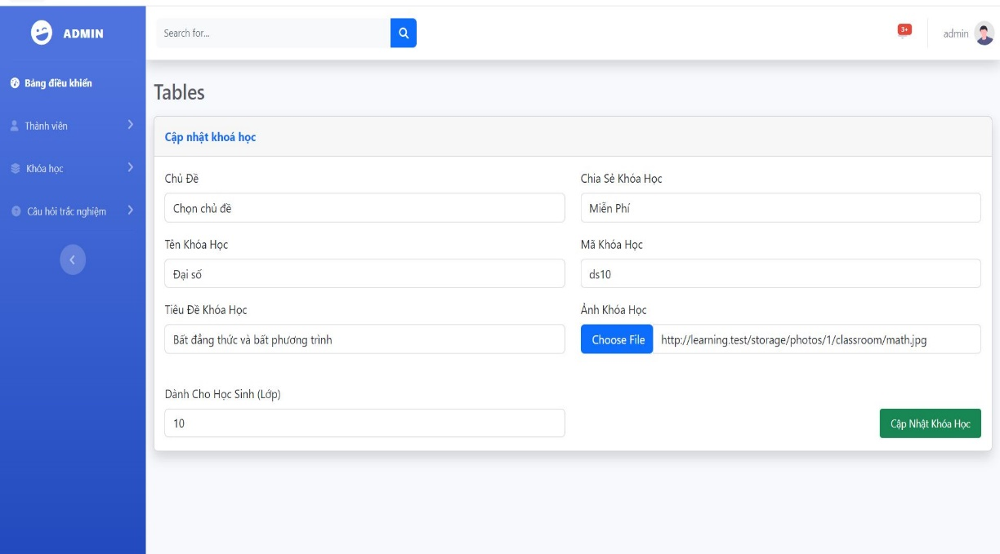 ADMIN
Search for...
3+
admin
Bảng điều khiển
Thành viên
Khóa học
Câu hỏi trắc nghiệm
Tables
Cập nhật khoá học
Chủ Đề
Chia Sẻ Khóa Học
Chọn chủ đề
Miễn Phí
Tên Khóa Học
Mã Khóa Học
Đại số
ds10
Tiêu Đề Khóa Học
Ảnh Khóa Học
Bất đẳng thức và bất phương trình
Choose File http://learning.test/storage/photos/1/classroom/math.jpg
Dành Cho Học Sinh (Lớp)
10
Cập Nhật Khóa Học